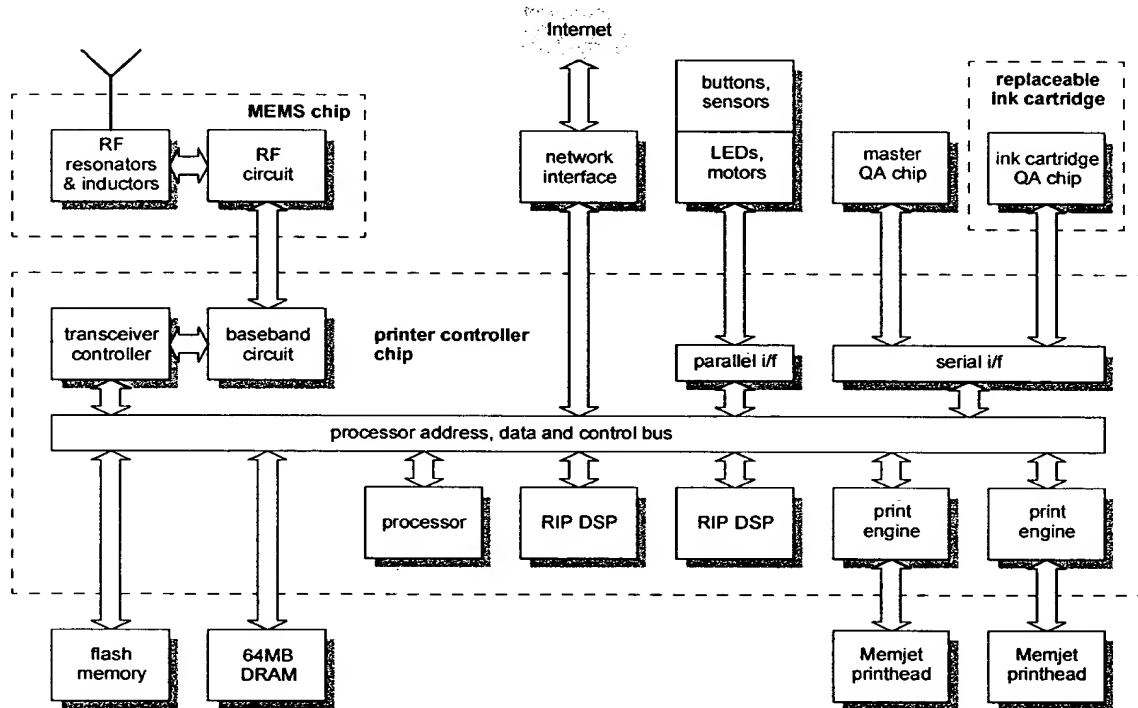 Internet
MEMS chip
RF
resonators
& inductors
RF
circuit
network
interface
buttons,
sensors
LEDs,
motors
master
QA chip
replaceable
ink cartridge
ink cartridge
QA chip
transceiver
controller
baseband
circuit
printer controller
chip
parallel i/f
serial i/f
processor address, data and control bus
processor
RIP DSP
RIP DSP
print
engine
print
engine
flash
memory
64MB
DRAM
Memjet
printhead
Memjet
printhead